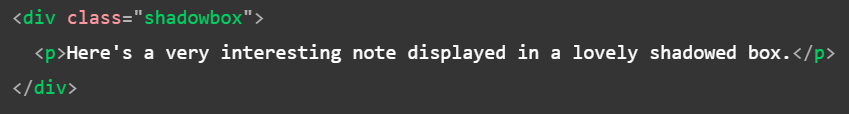 <div class="shadowbox">
  <p>Here's a very interesting note displayed in a lovely shadowed box.</p>
</div>